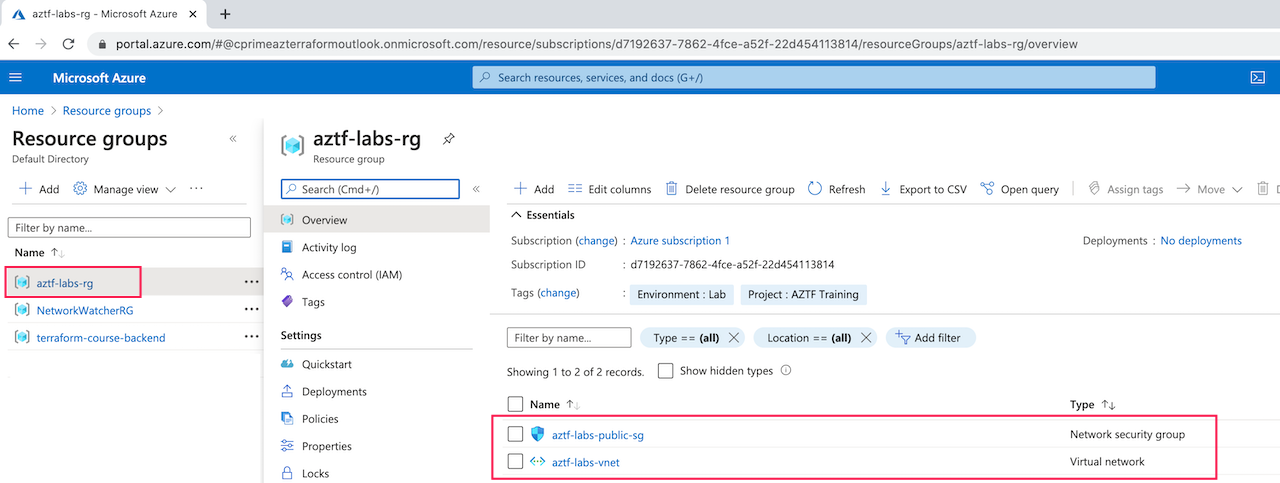 aztf-labs-rg - Microsoft Azure
portal.azure.com/#@cprimeazterraformoutlook.onmicrosoft.com/resource/subscriptions/d7192637-7862-4fce-a52f-22d454113814/resourceGroups/aztf-labs-rg/overview
Microsoft Azure
Search resources, services, and docs (G+/)
Home > Resource groups >
Resource groups
Default Directory
Add Manage view
Filter by name...
Name
aztf-labs-rg
NetworkWatcherRG
terraform-course-backend
aztf-labs-rg
Resource group
Search (Cmd+/)
Overview
Activity log
Access control (IAM)
Tags
Settings
Quickstart
Deployments
Policies
Properties
Locks
Add Edit columns Delete resource group Refresh Export to CSV Open query Assign tags Move
Essentials
Subscription (change) : Azure subscription 1
Deployments : No deployments
Subscription ID : d7192637-7862-4fce-a52f-22d454113814
Tags (change) : Environment : Lab Project : AZTF Training
Filter by name... Type == (all) Location == (all) Add filter
Showing 1 to 2 of 2 records. Show hidden types
Name Type
aztf-labs-public-sg Network security group
aztf-labs-vnet Virtual network